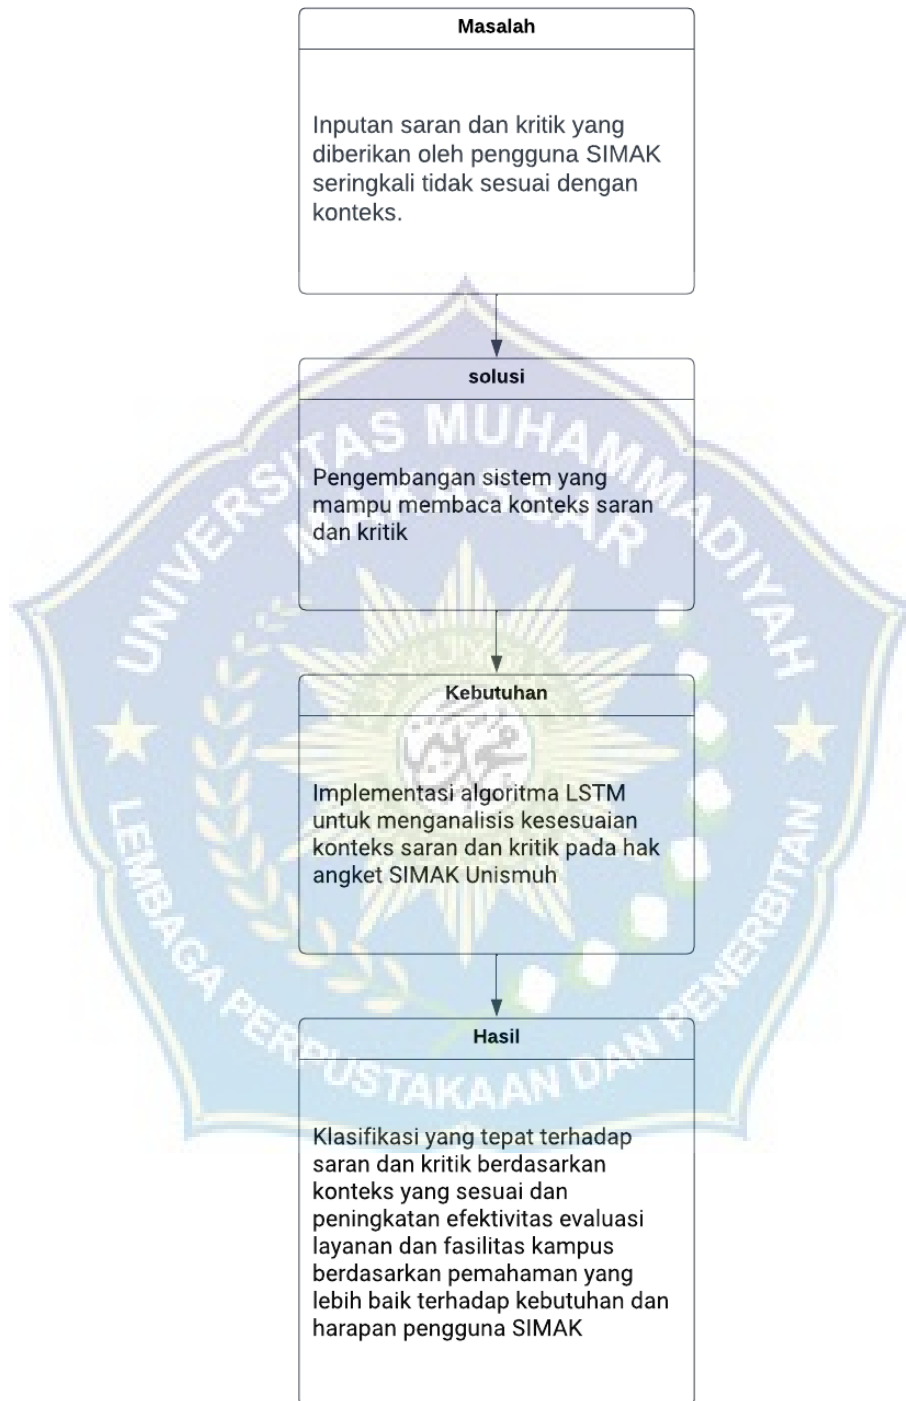 Masalah
Inputan saran dan kritik yang
diberikan oleh pengguna SIMAK
seringkali tidak sesuai dengan
konteks.
solusi
UNIVERSITAS MUHAMMADIYAH
MAKASSAR
Pengembangan sistem yang
mampu membaca konteks saran
dan kritik
Kebutuhan
Implementasi algoritma LSTM
untuk menganalisis kesesuaian
konteks saran dan kritik pada hak
angket SIMAK Unismuh
LEMBAGA PERPUSTAKAAN DAN PENERBITAN
Hasil
Klasifikasi yang tepat terhadap
saran dan kritik berdasarkan
konteks yang sesuai dan
peningkatan efektivitas evaluasi
layanan dan fasilitas kampus
berdasarkan pemahaman yang
lebih baik terhadap kebutuhan dan
harapan pengguna SIMAK